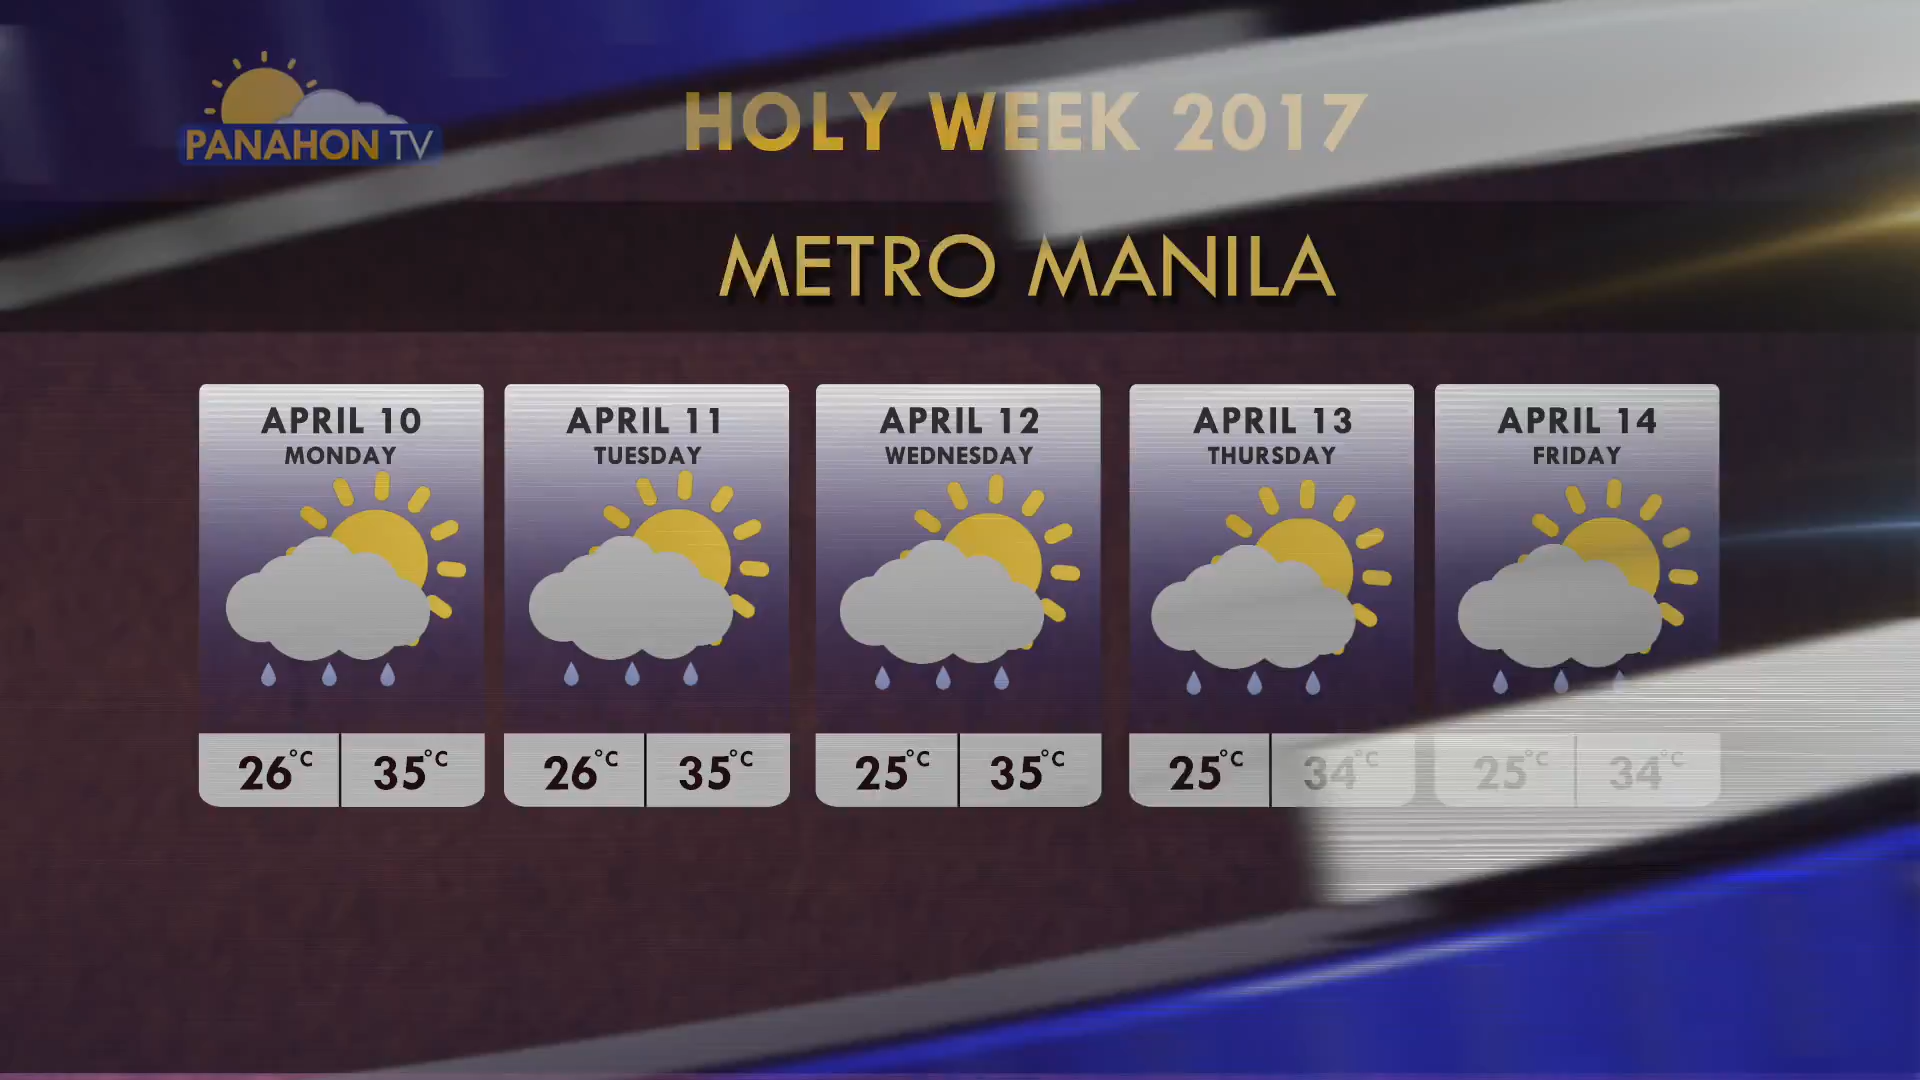 PANAHON TV
HOLY WEEK 2017
METRO MANILA
APRIL 10
MONDAY
26°C 35°C
APRIL 11
TUESDAY
26°C 35°C
APRIL 12
WEDNESDAY
25°C 35°C
APRIL 13
THURSDAY
25°C 34°C
APRIL 14
FRIDAY
25°C 34°C